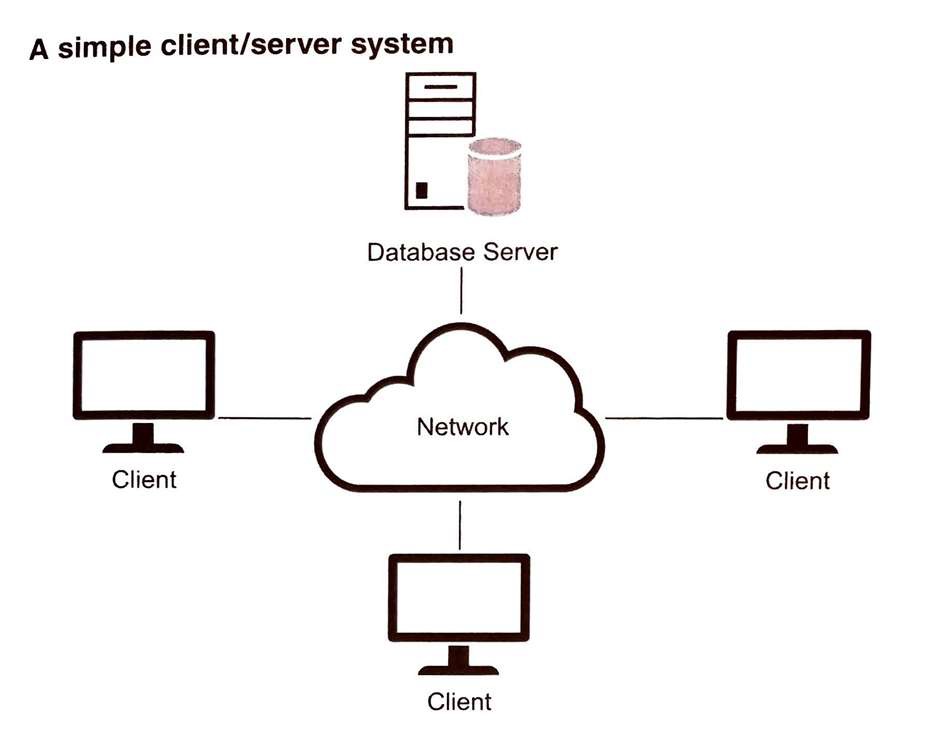 A simple client/server system
Database Server
Network
Client
Client
Client